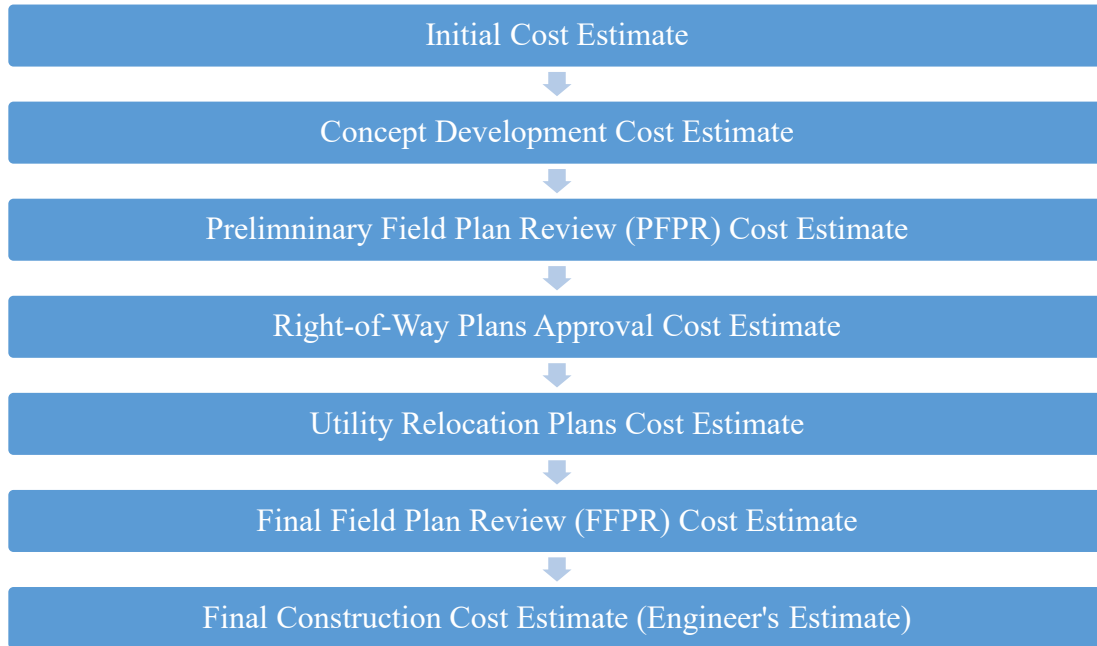 Initial Cost Estimate
Concept Development Cost Estimate
Prelimninary Field Plan Review (PFPR) Cost Estimate
Right-of-Way Plans Approval Cost Estimate
Utility Relocation Plans Cost Estimate
Final Field Plan Review (FFPR) Cost Estimate
Final Construction Cost Estimate (Engineer's Estimate)